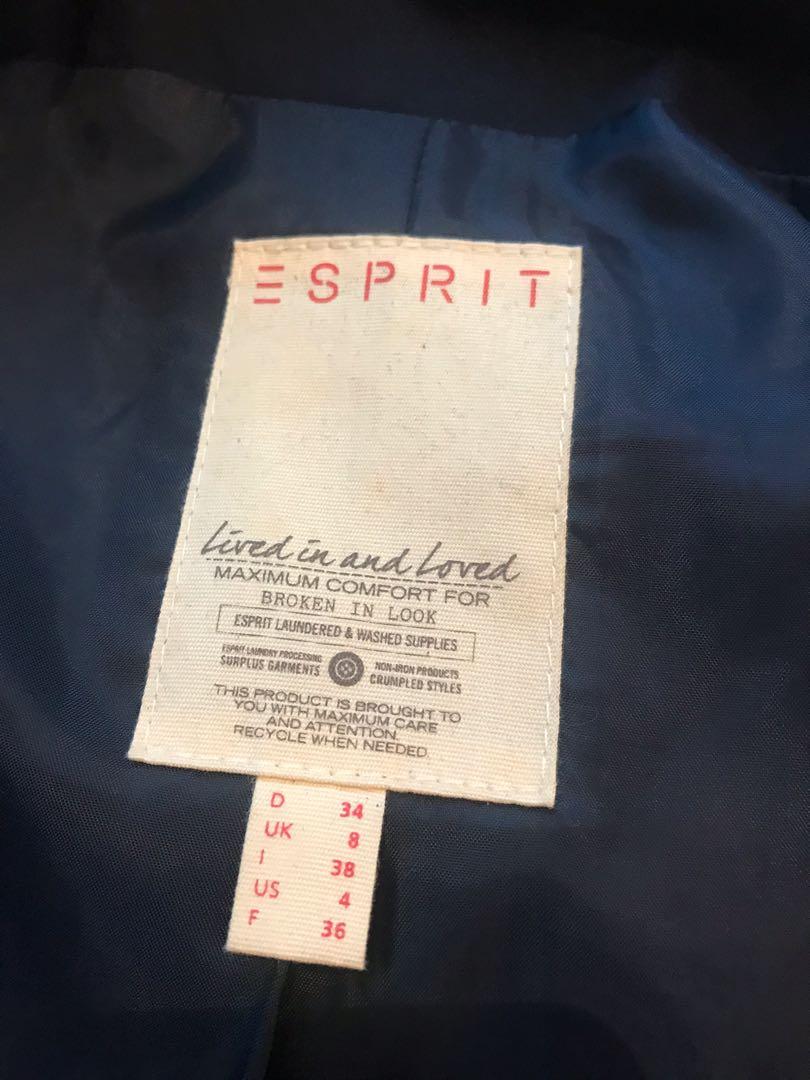 ESPRIT
Lived in and Loved
MAXIMUM COMFORT FOR
BROKEN IN LOOK
ESPRIT LAUNDERED & WASHED SUPPLIES
ESPRIT LAUNDRY PROCESSING
SURPLUS GARMENTS
NON-IRON PRODUCTS
CRUMPLED STYLES
THIS PRODUCT IS BROUGHT TO
YOU WITH MAXIMUM CARE
AND ATTENTION.
RECYCLE WHEN NEEDED.
D 34
UK 8
I 38
US 4
F 36